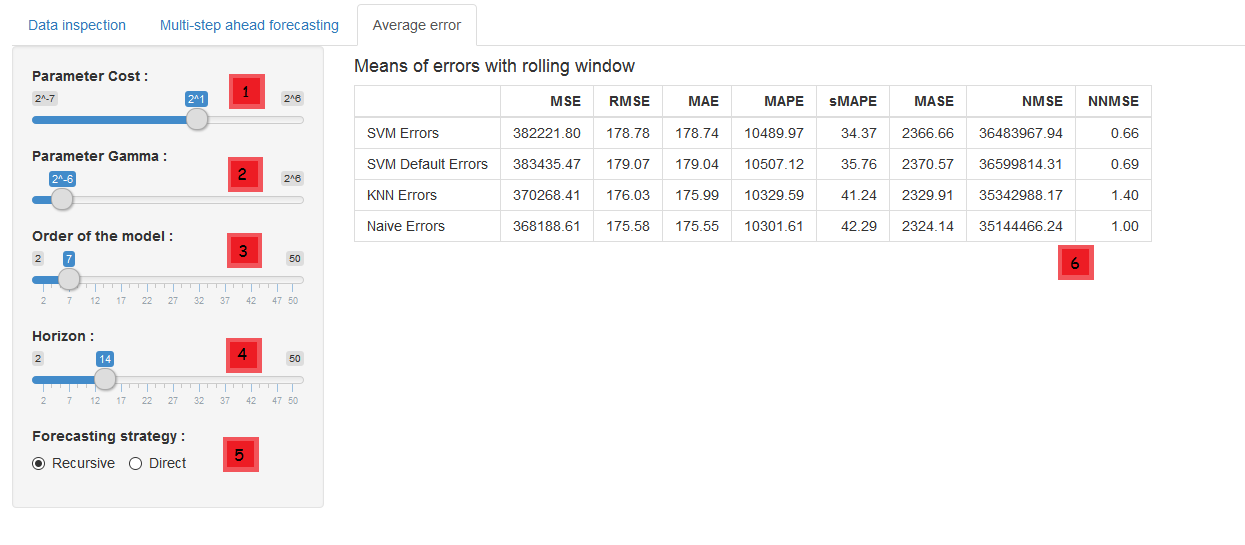 Data inspection Multi-step ahead forecasting Average error
Parameter Cost :
1
2^-7 2^1 2^6
Parameter Gamma :
2
2^-6 2^6
Order of the model :
3
2 7 50
2 7 12 17 22 27 32 37 42 47 50
Horizon :
4
2 14 50
2 7 12 17 22 27 32 37 42 47 50
Forecasting strategy :
5
Recursive Direct
Means of errors with rolling window
MSE RMSE MAE MAPE sMAPE MASE NMSE NNMSE
SVM Errors 382221.80 178.78 178.74 10489.97 34.37 2366.66 36483967.94 0.66
SVM Default Errors 383435.47 179.07 179.04 10507.12 35.76 2370.57 36599814.31 0.69
KNN Errors 370268.41 176.03 175.99 10329.59 41.24 2329.91 35342988.17 1.40
Naive Errors 368188.61 175.58 175.55 10301.61 42.29 2324.14 35144466.24 1.00
6